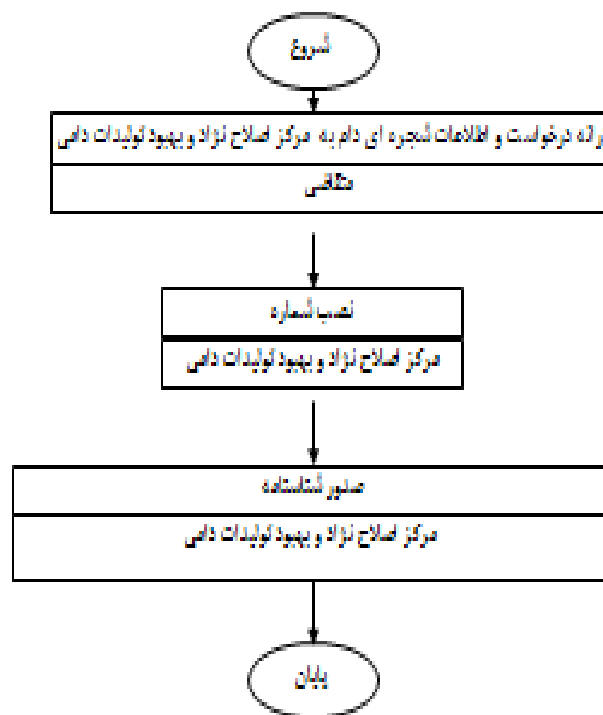 شروع
درخواست و اطلاعات شجره ای دام به مرکز اصلاح نژاد و بهبود تولیدات دامی
متقاضی
نصب شماره
مرکز اصلاح نژاد و بهبود تولیدات دامی
صدور شناسنامه
مرکز اصلاح نژاد و بهبود تولیدات دامی
پایان